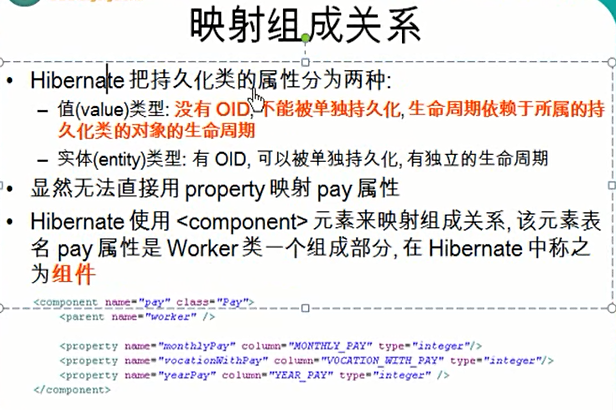 映射组成关系
• Hibernate 把持久化类的属性分为两种:
– 值(value)类型: 没有 OID, 不能被单独持久化, 生命周期依赖于所属的持
久化类的对象的生命周期
– 实体(entity)类型: 有 OID, 可以被单独持久化, 有独立的生命周期
• 显然无法直接用 property 映射 pay 属性
• Hibernate 使用 <component> 元素来映射组成关系, 该元素表
名 pay 属性是 Worker 类一个组成部分, 在 Hibernate 中称之
为组件
<component name="pay" class="Pay">
<parent name="worker" />
<property name="monthlyPay" column="MONTHLY_PAY" type="integer"/>
<property name="vocationWithPay" column="VOCATION_WITH_PAY" type="integer"/>
<property name="yearPay" column="YEAR_PAY" type="integer" />
</component>